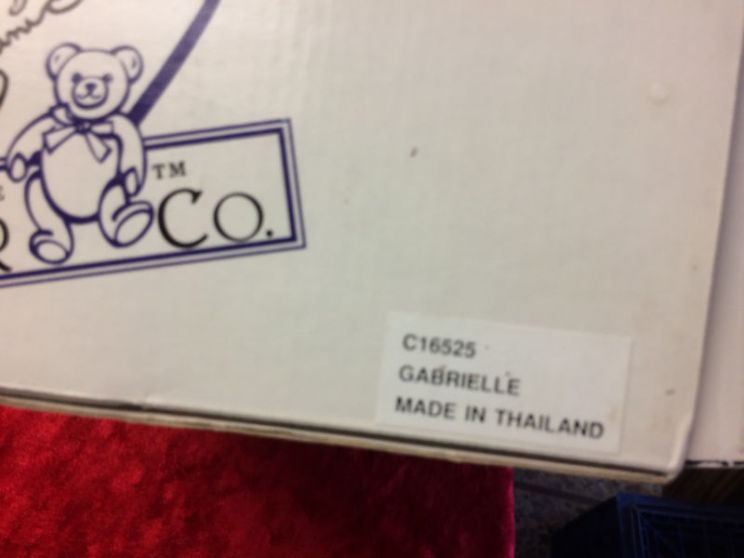 TM
Co.
C16525
GABRIELLE
MADE IN THAILAND